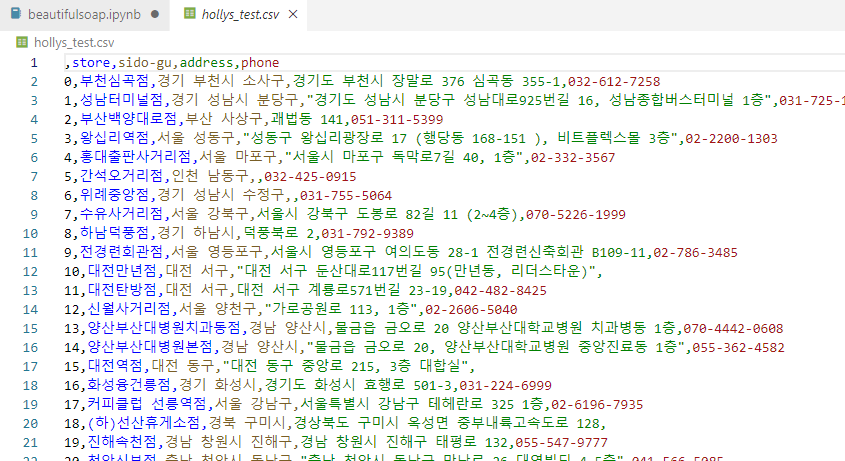 beautifulsoap.ipynb ● hollys_test.csv ×
hollys_test.csv
1 ,store,sido-gu,address,phone
2 0,부천심곡점,경기 부천시 소사구,경기도 부천시 장말로 376 심곡동 355-1,032-612-7258
3 1,성남터미널점,경기 성남시 분당구,"경기도 성남시 분당구 성남대로925번길 16, 성남종합버스터미널 1층",031-725-1
4 2,부산백양대로점,부산 사상구,괘법동 141,051-311-5399
5 3,왕십리역점,서울 성동구,"성동구 왕십리광장로 17 (행당동 168-151 ), 비트플렉스몰 3층",02-2200-1303
6 4,홍대출판사거리점,서울 마포구,"서울시 마포구 독막로7길 40, 1층",02-332-3567
7 5,간석오거리점,인천 남동구,,032-425-0915
8 6,위례중앙점,경기 성남시 수정구,,031-755-5064
9 7,수유사거리점,서울 강북구,서울시 강북구 도봉로 82길 11 (2~4층),070-5226-1999
10 8,하남덕풍점,경기 하남시,덕풍북로 2,031-792-9389
11 9,전경련회관점,서울 영등포구,서울시 영등포구 여의도동 28-1 전경련신축회관 B109-11,02-786-3485
12 10,대전만년점,대전 서구,"대전 서구 둔산대로117번길 95(만년동, 리더스타운)",
13 11,대전탄방점,대전 서구,대전 서구 계룡로571번길 23-19,042-482-8425
14 12,신월사거리점,서울 양천구,"가로공원로 113, 1층",02-2606-5040
15 13,양산부산대병원치과동점,경남 양산시,물금읍 금오로 20 양산부산대학교병원 치과병동 1층,070-4442-0608
16 14,양산부산대병원본점,경남 양산시,"물금읍 금오로 20, 양산부산대학교병원 중앙진료동 1층",055-362-4582
17 15,대전역점,대전 동구,"대전 동구 중앙로 215, 3층 대합실",
18 16,화성융건릉점,경기 화성시,경기도 화성시 효행로 501-3,031-224-6999
19 17,커피클럽 선릉역점,서울 강남구,서울특별시 강남구 테헤란로 325 1층,02-6196-7935
20 18,(하)선산휴게소점,경북 구미시,경상북도 구미시 옥성면 중부내륙고속도로 128,
21 19,진해속천점,경남 창원시 진해구,경남 창원시 진해구 태평로 132,055-547-9777